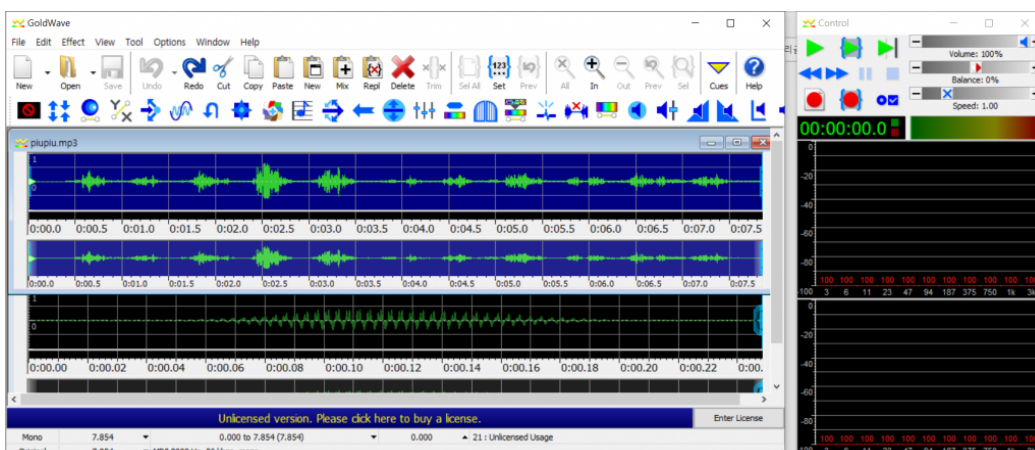 GoldWave
File Edit Effect View Tool Options Window Help
New Open Save Undo Redo Cut Copy Paste New Mix Repl Delete Trim Sel All Set Prev All In Out Prev Sel Cues Help
piupiu.mp3
1
0
0:00.0 0:00.5 0:01.0 0:01.5 0:02.0 0:02.5 0:03.0 0:03.5 0:04.0 0:04.5 0:05.0 0:05.5 0:06.0 0:06.5 0:07.0 0:07.5
0:00.0 0:00.5 0:01.0 0:01.5 0:02.0 0:02.5 0:03.0 0:03.5 0:04.0 0:04.5 0:05.0 0:05.5 0:06.0 0:06.5 0:07.0 0:07.5
1
0
0:00.00 0:00.02 0:00.04 0:00.06 0:00.08 0:00.10 0:00.12 0:00.14 0:00.16 0:00.18 0:00.20 0:00.22 0:00.
Unlicensed version. Please click here to buy a license. Enter License
Mono 7.854 0.000 to 7.854 (7.854) 0.000 21 : Unlicensed Usage
Control
Volume: 100%
Balance: 0%
Speed: 1.00
00:00:00.0
0
-20
-40
-60
-80
100 100 100 100 100 100 100 100 100 100 10
-100 3 6 11 23 47 94 187 375 750 1k 3k
0
-20
-40
-60
-80
100 100 100 100 100 100 100 100 100 100 10